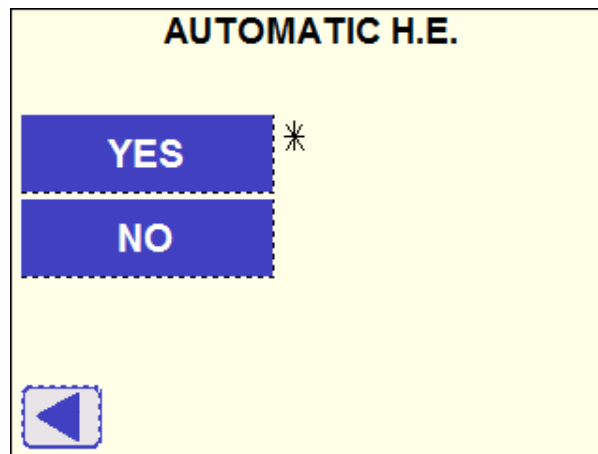 AUTOMATIC H.E.
YES *
NO